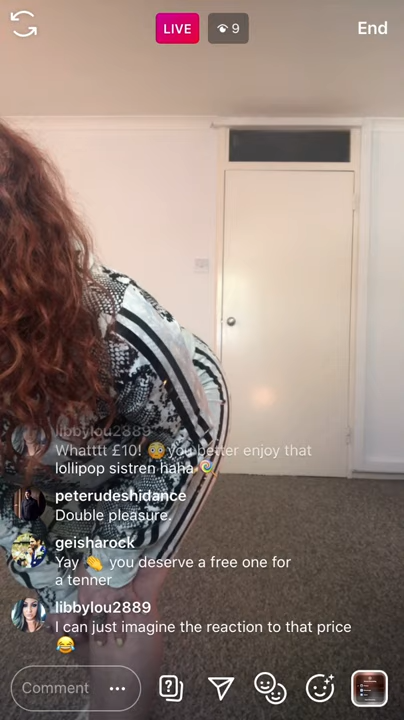 LIVE
9
End
libbylou2889
Whatttt £10! 😳 you better enjoy that
lollipop sistren haha 🍭
peterudeshidance
Double pleasure.
geisharock
Yay 👏 you deserve a free one for
a tenner
libbylou2889
I can just imagine the reaction to that price
😂
Comment